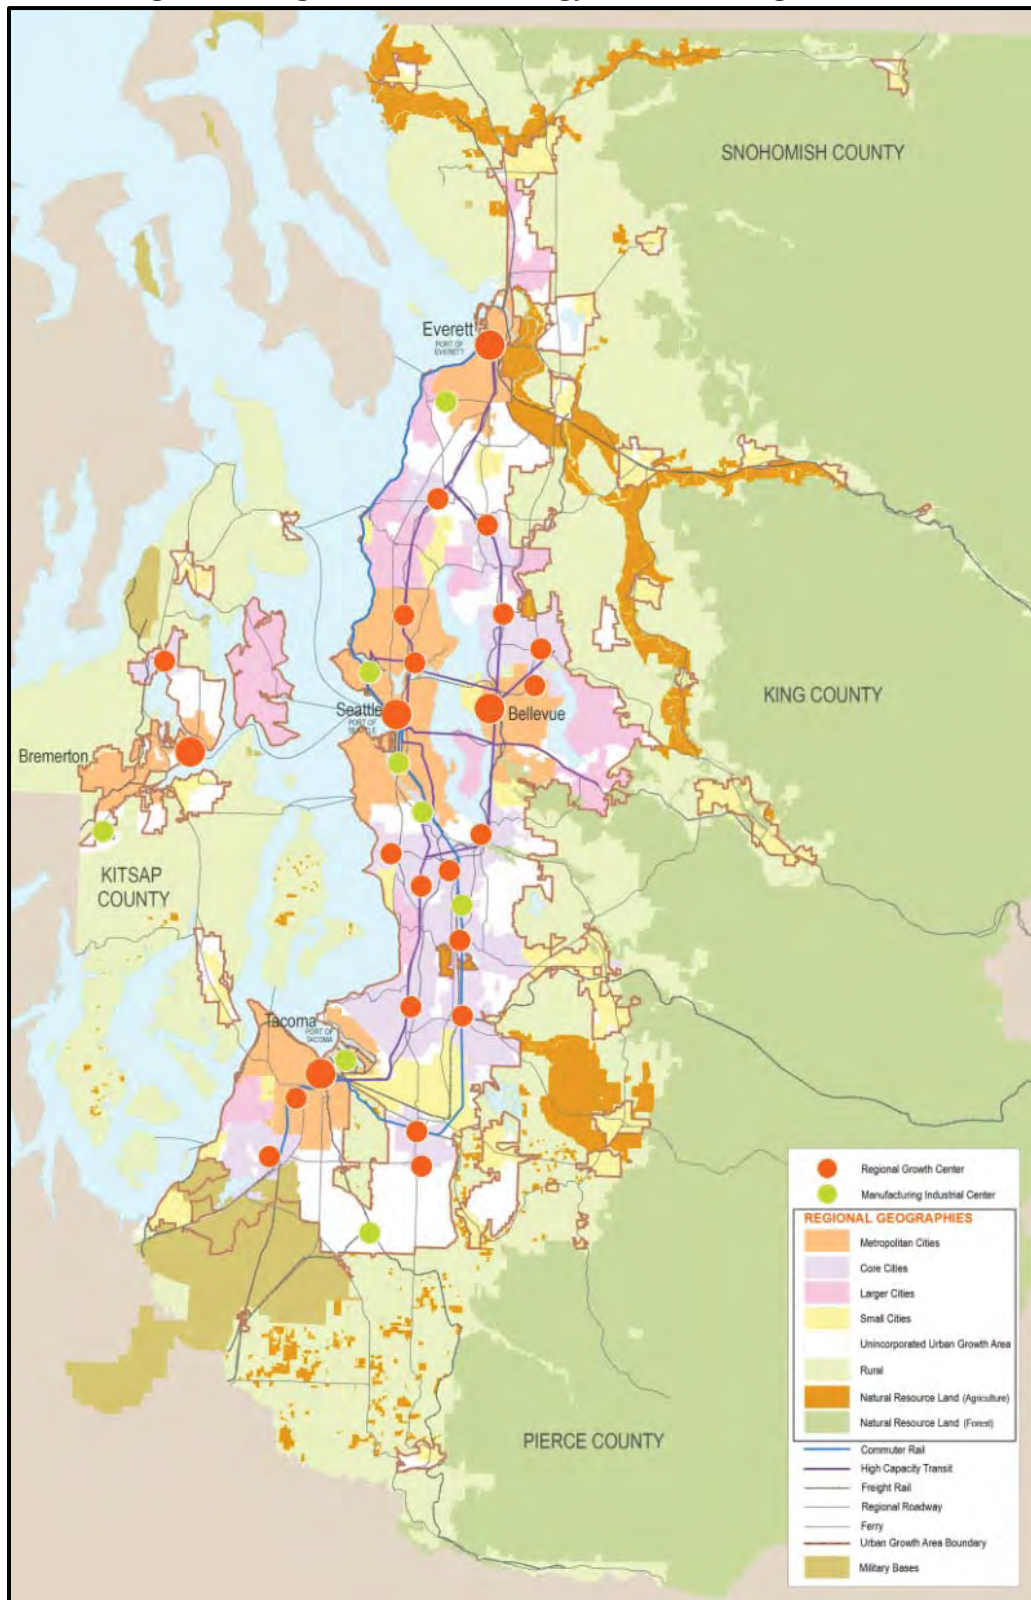 SNOHOMISH COUNTY
Everett
PORT OF
EVERETT
KING COUNTY
Seattle
PORT OF
SEATTLE
Bellevue
Bremerton
KITSAP
COUNTY
Tacoma
PORT OF
TACOMA
PIERCE COUNTY
Regional Growth Center
Manufacturing Industrial Center
REGIONAL GEOGRAPHIES
Metropolitan Cities
Core Cities
Larger Cities
Small Cities
Unincorporated Urban Growth Area
Rural
Natural Resource Land (Agriculture)
Natural Resource Land (Forest)
Commuter Rail
High Capacity Transit
Freight Rail
Regional Roadway
Ferry
Urban Growth Area Boundary
Military Bases